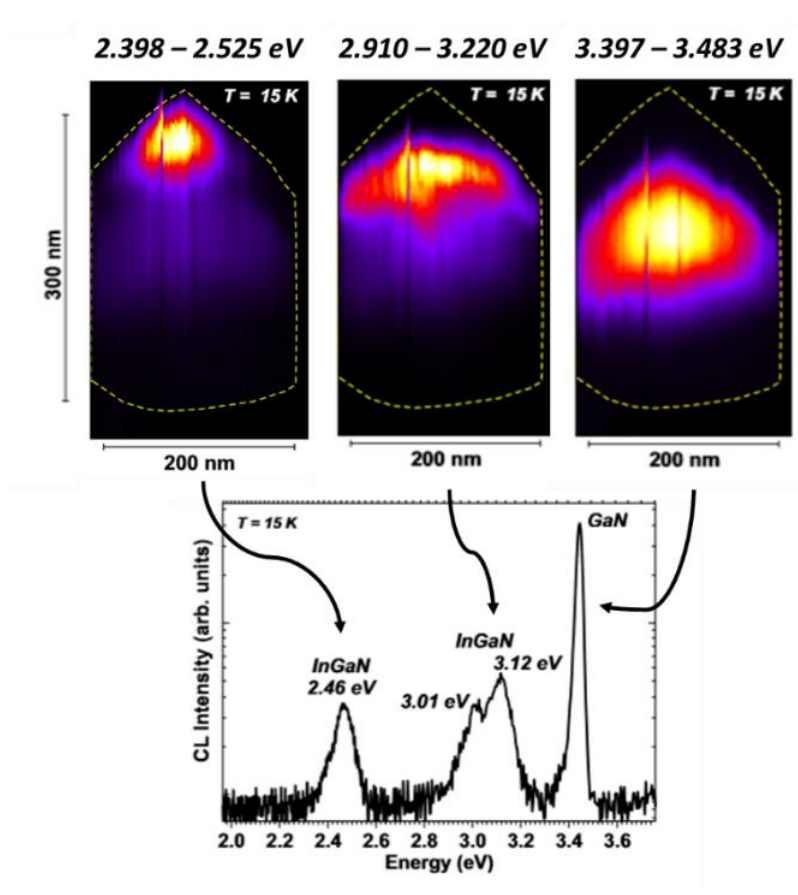 2.398 – 2.525 eV
2.910 – 3.220 eV
3.397 – 3.483 eV
T = 15 K
T = 15 K
T = 15 K
300 nm
200 nm
200 nm
200 nm
T = 15 K
GaN
InGaN
2.46 eV
InGaN
3.12 eV
3.01 eV
CL Intensity (arb. units)
2.0 2.2 2.4 2.6 2.8 3.0 3.2 3.4 3.6
Energy (eV)